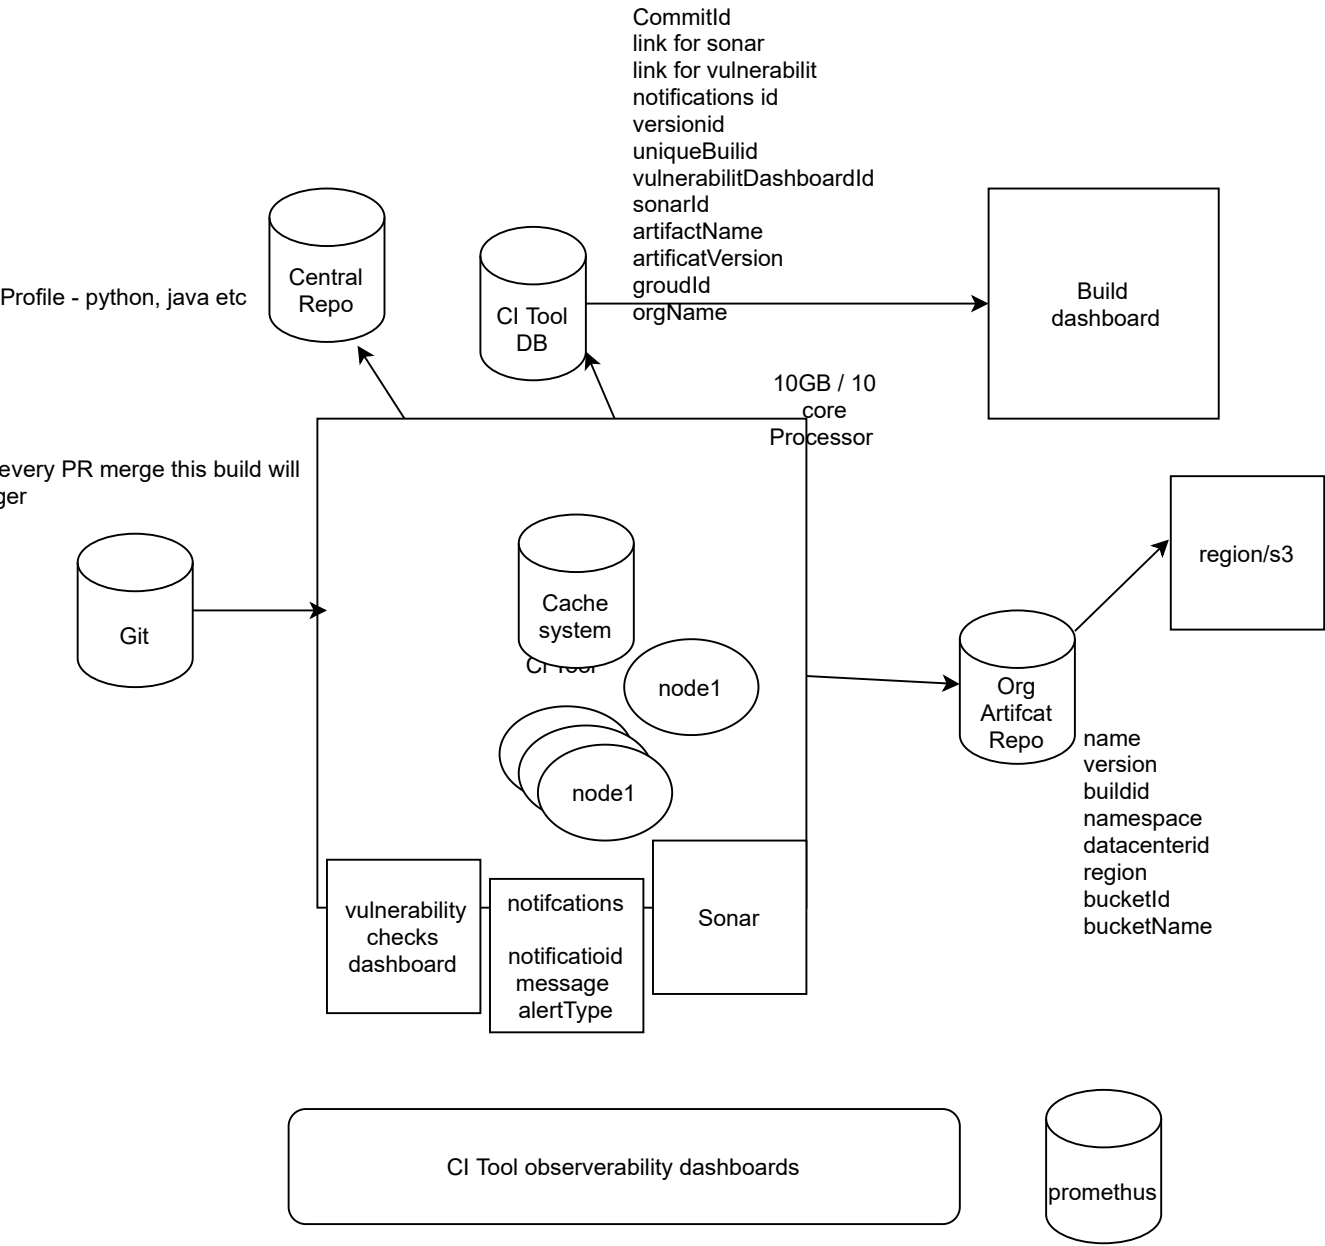 CommitId
link for sonar
link for vulnerabilit
notifications id
versionid
uniqueBuilid
vulnerabilitDashboardId
sonarId
artifactName
artificatVersion
groudId
orgName
Central
Repo
Profile - python, java etc
CI Tool
DB
Build
dashboard
10GB / 10
core
Processor
every PR merge this build will
ger
Git
Cache
system
CI Tool
node1
node1
region/s3
Org
Artifcat
Repo
name
version
buildid
namespace
datacenterid
region
bucketId
bucketName
vulnerability
checks
dashboard
notifcations
notificatioid
message
alertType
Sonar
CI Tool observerability dashboards
promethus